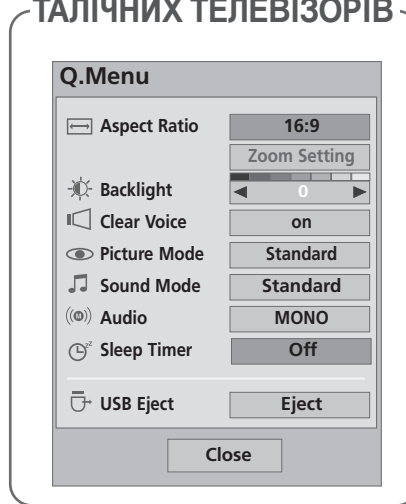 ТАЛІЧНИХ ТЕЛЕВІЗОРІВ
Q.Menu
Aspect Ratio 16:9
Zoom Setting
Backlight ◀ 0 ▶
Clear Voice on
Picture Mode Standard
Sound Mode Standard
Audio MONO
Sleep Timer Off
USB Eject Eject
Close